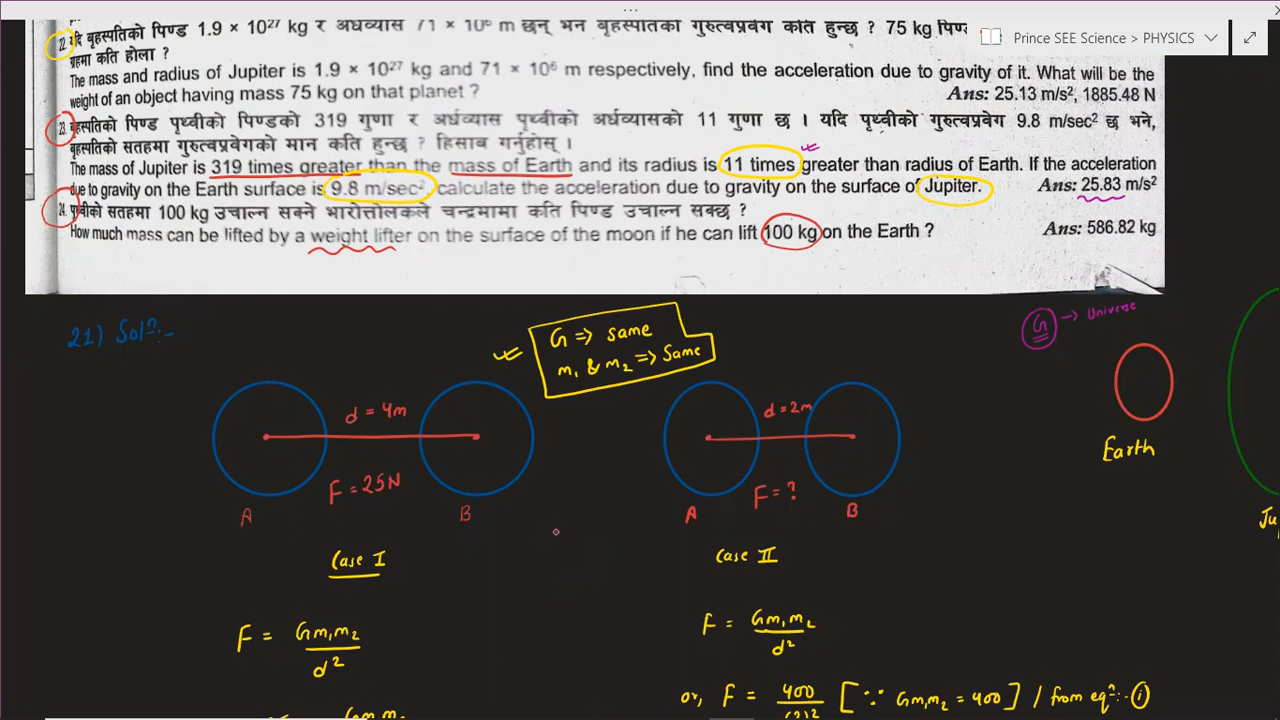 Prince SEE Science > PHYSICS
22 यदि बृहस्पतिको पिण्ड 1.9 × 10²⁷ kg र अर्धव्यास 71 × 10⁶ m छन् भने बृहस्पतिको गुरुत्वप्रवेग कति हुन्छ ? 75 kg
ग्रहमा कति होला ?
The mass and radius of Jupiter is 1.9 × 10²⁷ kg and 71 × 10⁶ m respectively, find the acceleration due to gravity of it. What will be the
weight of an object having mass 75 kg on that planet ? Ans: 25.13 m/s², 1885.48 N
23. बृहस्पतिको पिण्ड पृथ्वीको पिण्डको 319 गुणा र अर्धव्यास पृथ्वीको अर्धव्यासको 11 गुणा छ । यदि पृथ्वीको गुरुत्वप्रवेग 9.8 m/sec² छ भने,
बृहस्पतिको सतहमा गुरुत्वप्रवेगको मान कति हुन्छ ? हिसाब गर्नुहोस् ।
The mass of Jupiter is 319 times greater than the mass of Earth and its radius is 11 times greater than radius of Earth. If the acceleration
due to gravity on the Earth surface is 9.8 m/sec² calculate the acceleration due to gravity on the surface of Jupiter. Ans: 25.83 m/s²
24. पृथ्वीको सतहमा 100 kg उचाल्न सक्ने भारोत्तोलकले चन्द्रमामा कति पिण्ड उचाल्न सक्छ ?
How much mass can be lifted by a weight lifter on the surface of the moon if he can lift 100 kg on the Earth ? Ans: 586.82 kg
21) Solⁿ:-
G => same
m₁ & m₂ => Same
G → Universe
d = 4m
d = 2m
Earth
F = 25N
F = ?
A B
A B
Ju
Case I
Case II
F = Gm₁m₂ / d²
F = Gm₁m₂ / d²
or, F = 400 / (2)² [∵ Gm₁m₂ = 400] / from eqⁿ:- ①
Gm₁m₂